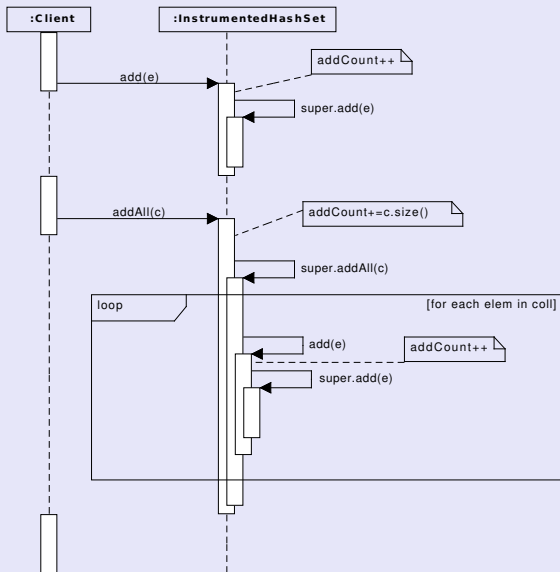 :Client
:InstrumentedHashSet
addCount++
add(e)
super.add(e)
addAll(c)
addCount+=c.size()
super.addAll(c)
loop
[for each elem in coll]
add(e)
addCount++
super.add(e)